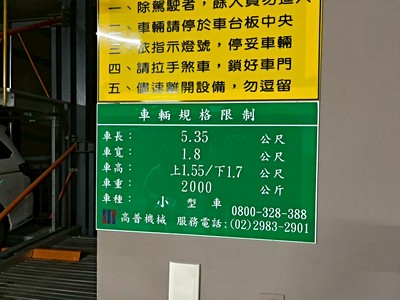 一、除駕駛者，餘人員勿進入
二、車輛請停於車台板中央
三、依指示燈號，停妥車輛
四、請拉手煞車，鎖好車門
五、儘速離開設備，勿逗留
車輛規格限制
車長： 5.35 公尺
車寬： 1.8 公尺
車高： 上1.55/下1.7 公尺
車重： 2000 公斤
車種： 小型車
0800-328-388
高普機械 服務電話:(02)2983-2901